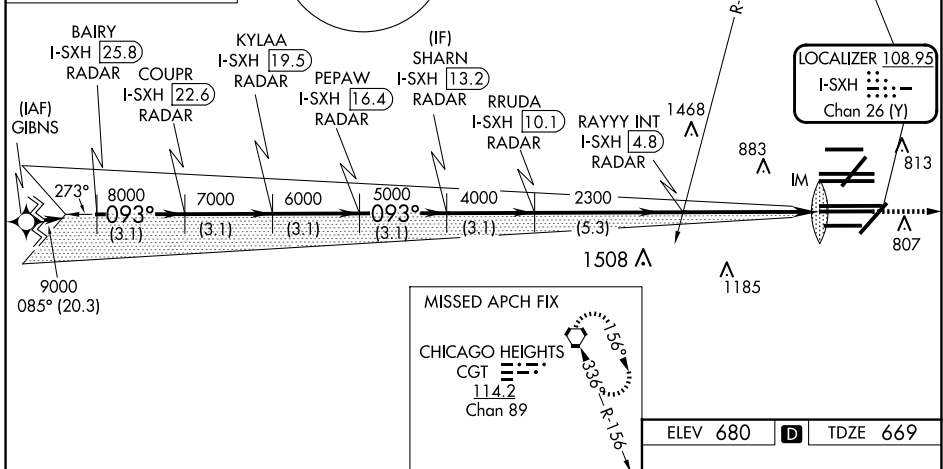 BAIRY
I-SXH 25.8
RADAR
COUPR
I-SXH 22.6
RADAR
KYLAA
I-SXH 19.5
RADAR
PEPAW
I-SXH 16.4
RADAR
(IF)
SHARN
I-SXH 13.2
RADAR
RRUDA
I-SXH 10.1
RADAR
RAYYY INT
I-SXH 4.8
RADAR
R-
LOCALIZER 108.95
I-SXH
Chan 26 (Y)
(IAF)
GIBNS
1468
883
813
IM
273°
8000
7000
6000
5000
4000
2300
093°
093°
(3.1)
(3.1)
(3.1)
(3.1)
(3.1)
(5.3)
807
1508
1185
9000
085° (20.3)
MISSED APCH FIX
CHICAGO HEIGHTS
CGT
114.2
Chan 89
156°
336°
R-156
ELEV 680 D TDZE 669